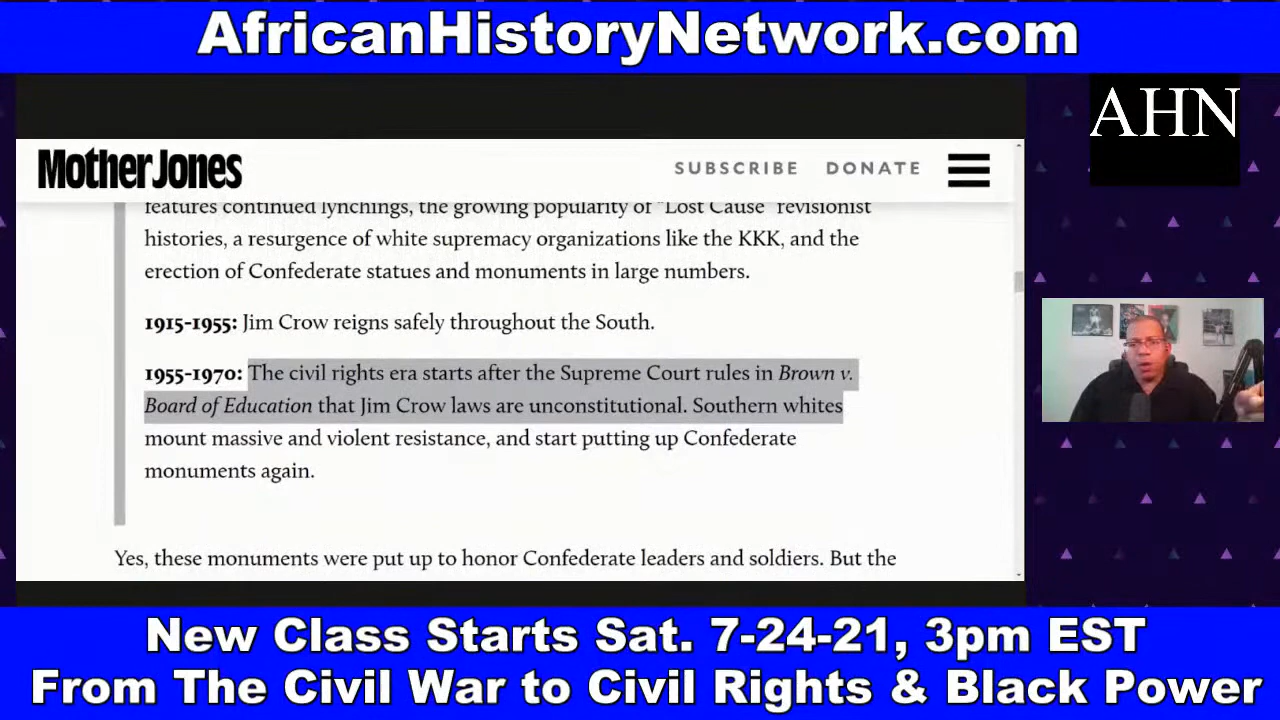 AfricanHistoryNetwork.com
AHN
Mother Jones
SUBSCRIBE DONATE
features continued lynchings, the growing popularity of "Lost Cause" revisionist
histories, a resurgence of white supremacy organizations like the KKK, and the
erection of Confederate statues and monuments in large numbers.
1915-1955: Jim Crow reigns safely throughout the South.
1955-1970: The civil rights era starts after the Supreme Court rules in Brown v.
Board of Education that Jim Crow laws are unconstitutional. Southern whites
mount massive and violent resistance, and start putting up Confederate
monuments again.
Yes, these monuments were put up to honor Confederate leaders and soldiers. But the
New Class Starts Sat. 7-24-21, 3pm EST
From The Civil War to Civil Rights & Black Power